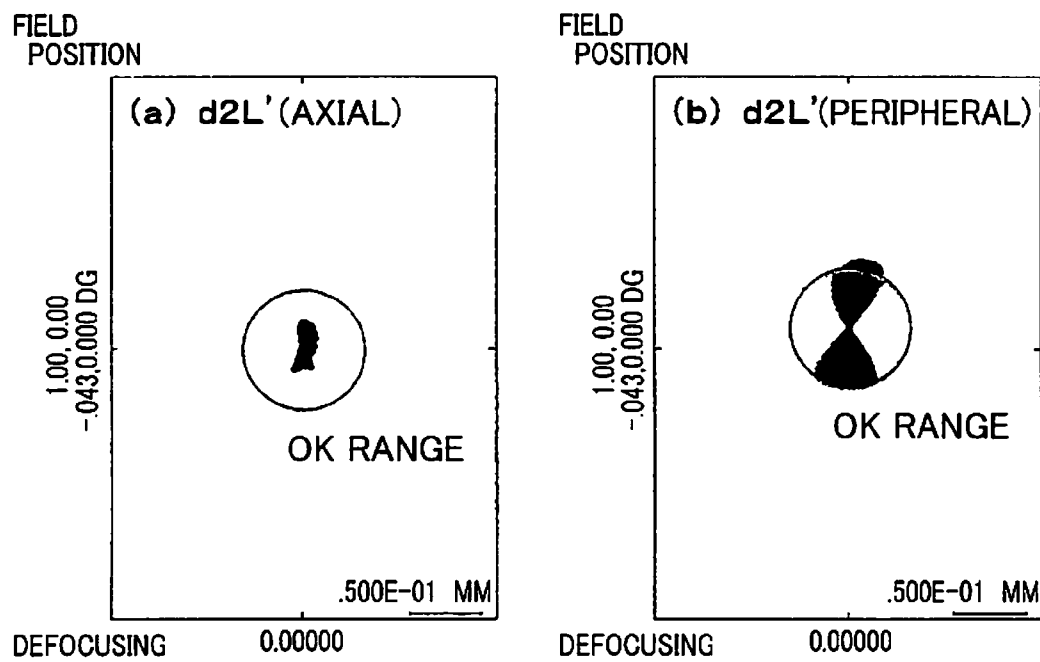 FIELD
POSITION
(a) d2L'(AXIAL)
1.00, 0.00
-.043,0.000 DG
OK RANGE
.500E-01 MM
DEFOCUSING 0.00000
FIELD
POSITION
(b) d2L'(PERIPHERAL)
1.00, 0.00
-.043,0.000 DG
OK RANGE
.500E-01 MM
DEFOCUSING 0.00000